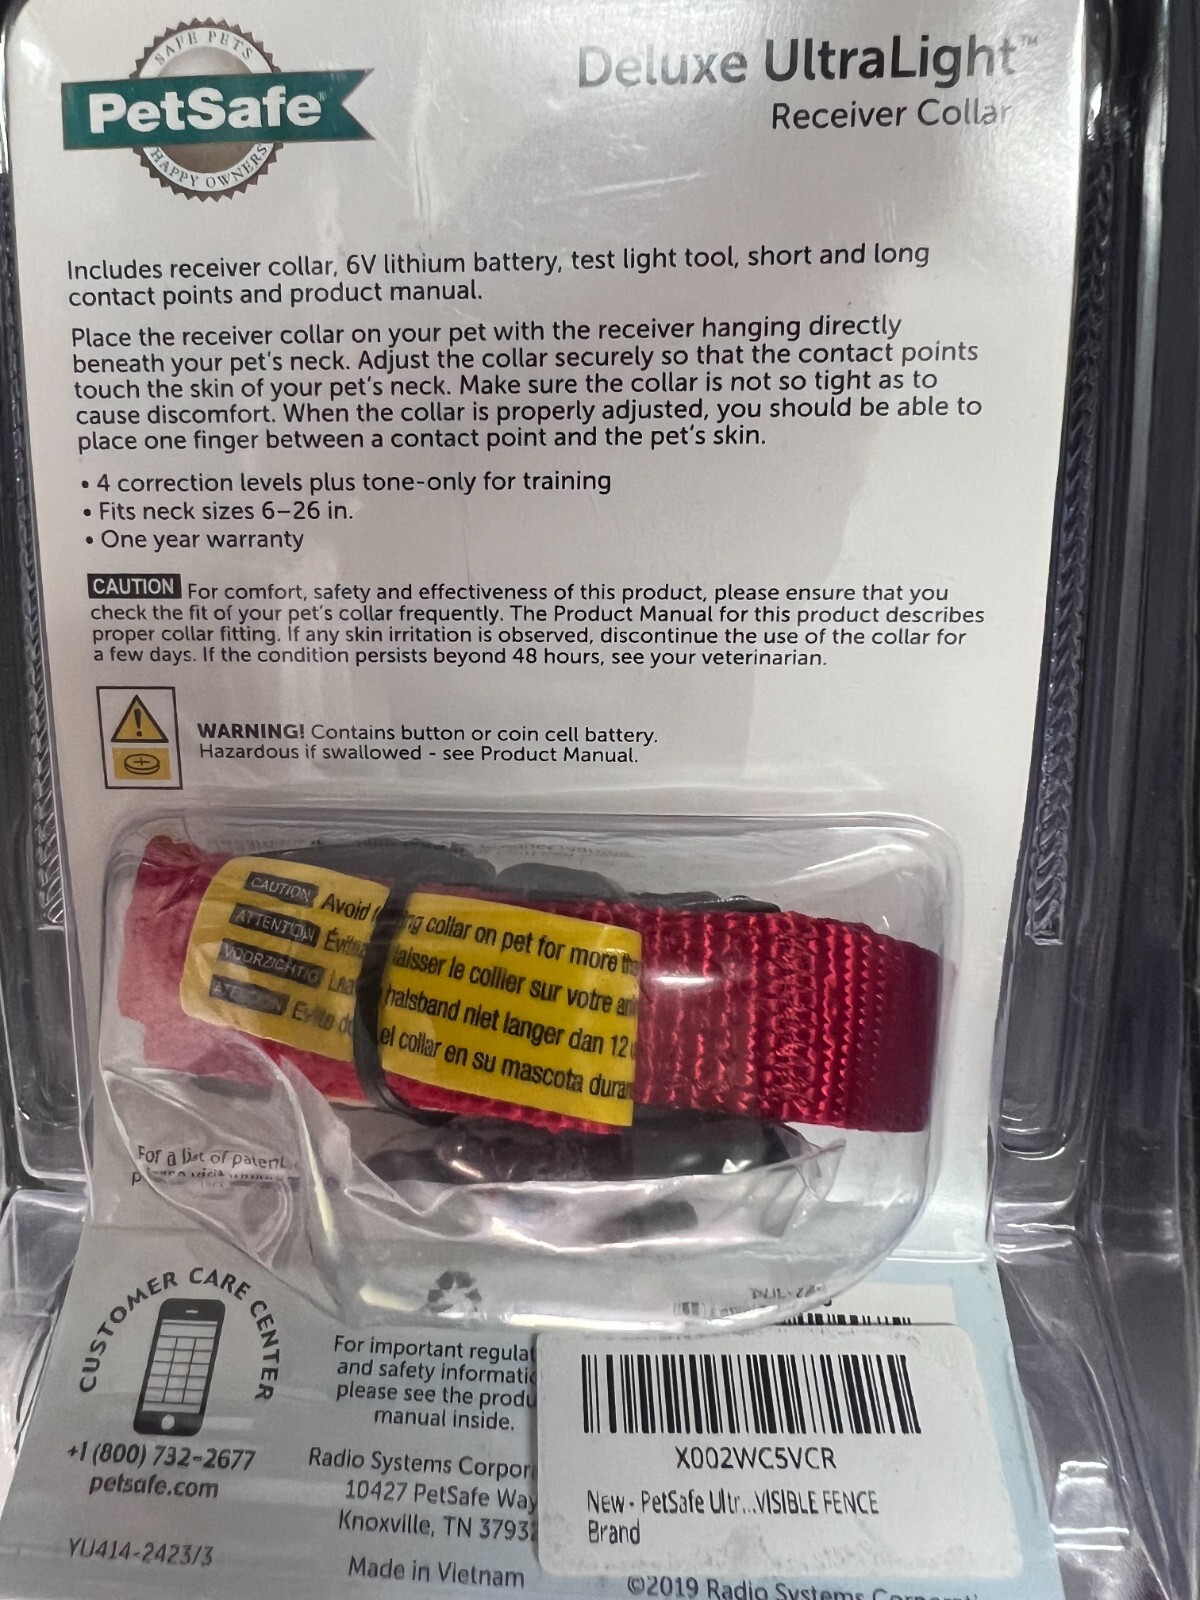 SAFE PETS
PetSafe
HAPPY OWNERS
Deluxe UltraLight™
Receiver Collar
Includes receiver collar, 6V lithium battery, test light tool, short and long
contact points and product manual.
Place the receiver collar on your pet with the receiver hanging directly
beneath your pet's neck. Adjust the collar securely so that the contact points
touch the skin of your pet's neck. Make sure the collar is not so tight as to
cause discomfort. When the collar is properly adjusted, you should be able to
place one finger between a contact point and the pet's skin.
• 4 correction levels plus tone-only for training
• Fits neck sizes 6–26 in.
• One year warranty
CAUTION For comfort, safety and effectiveness of this product, please ensure that you
check the fit of your pet's collar frequently. The Product Manual for this product describes
proper collar fitting. If any skin irritation is observed, discontinue the use of the collar for
a few days. If the condition persists beyond 48 hours, see your veterinarian.
WARNING! Contains button or coin cell battery.
Hazardous if swallowed - see Product Manual.
CAUTION Avoid collar on pet for more
ATTENTION laisser le collier sur votre
VOORZICHTIG halsband niet langer dan 12
el collar en su mascota
For a list of patent
CUSTOMER CARE CENTER
+1 (800) 732-2677
petsafe.com
YU414-2423/3
For important
and safety
please see the
manual inside.
Radio Systems
10427 PetSafe Way
Knoxville, TN
Made in Vietnam
X002WC5VCR
New - PetSafe Ultr...VISIBLE FENCE
Brand
©2019 Radio Systems